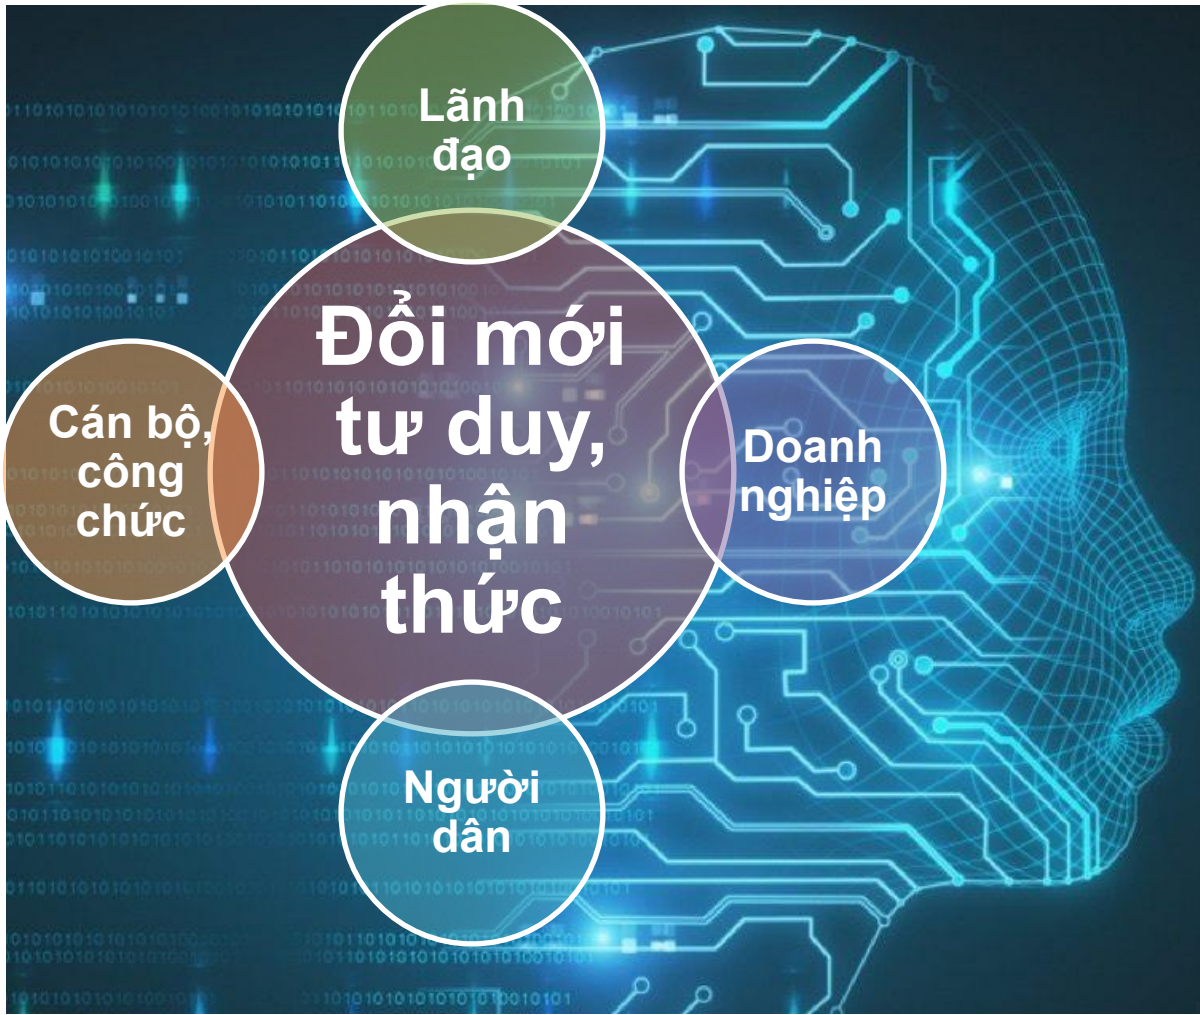 Lãnh
đạo
Đổi mới
tư duy,
nhận
thức
Cán bộ,
công
chức
Doanh
nghiệp
Người
dân